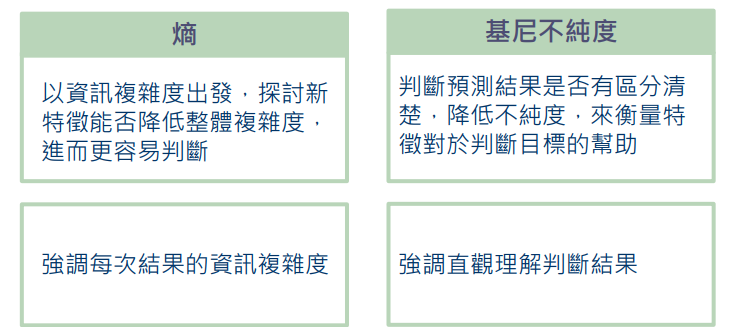 熵
以資訊複雜度出發，探討新
特徵能否降低整體複雜度，
進而更容易判斷
強調每次結果的資訊複雜度
基尼不純度
判斷預測結果是否有區分清
楚，降低不純度，來衡量特
徵對於判斷目標的幫助
強調直觀理解判斷結果